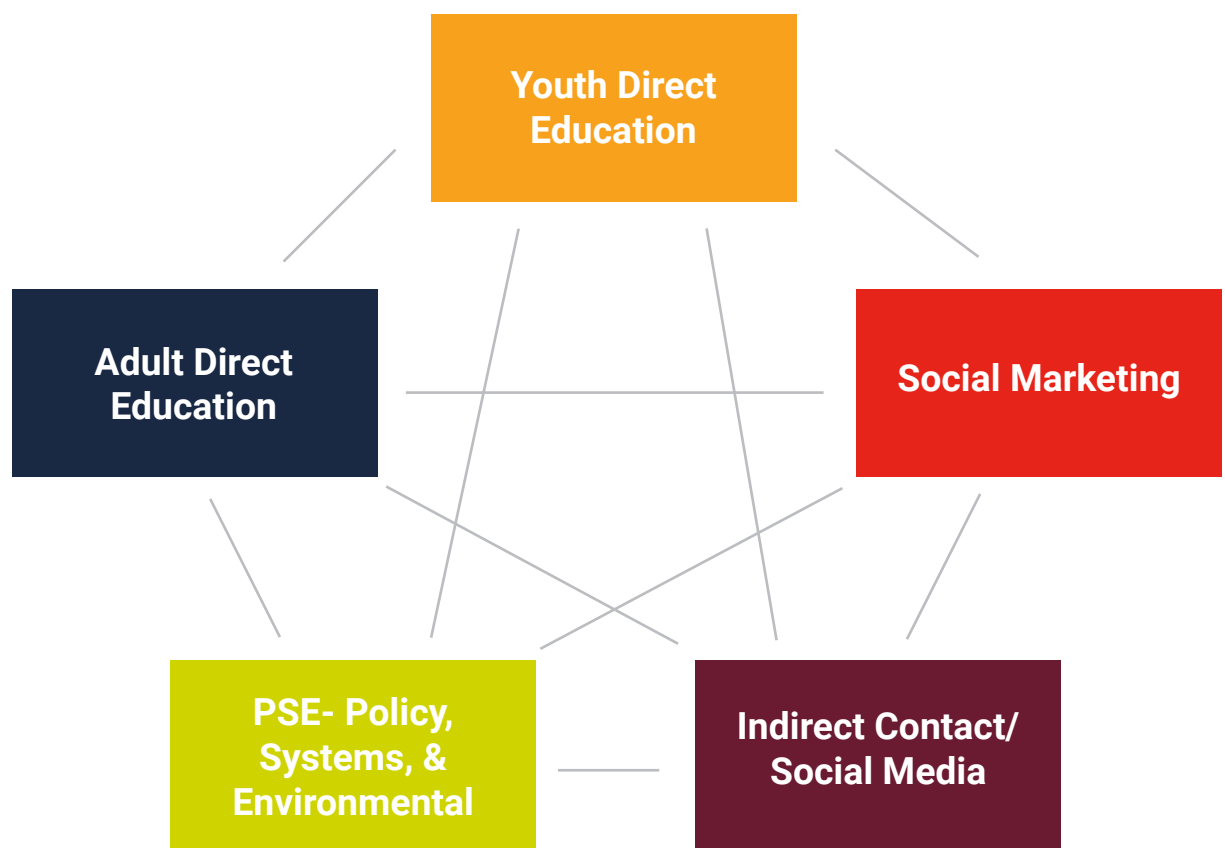 Youth Direct
Education
Adult Direct
Education
Social Marketing
PSE- Policy,
Systems, &
Environmental
Indirect Contact/
Social Media